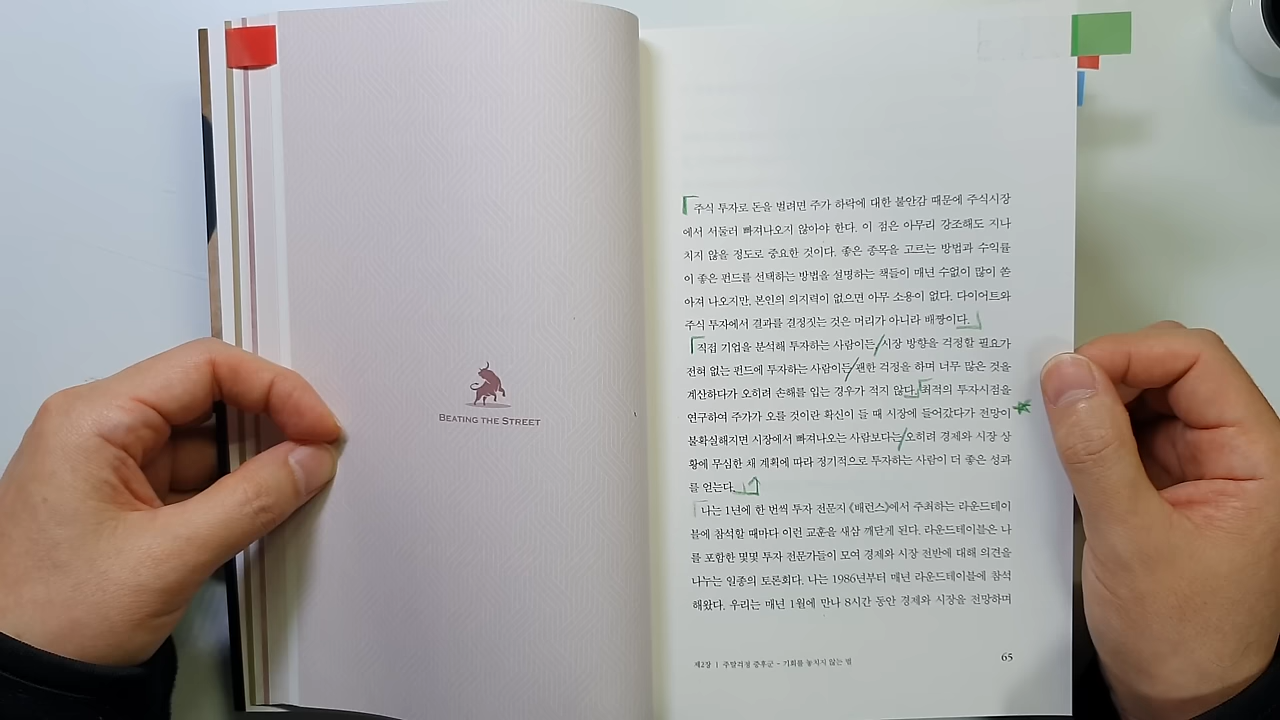 BEATING THE STREET
주식 투자로 돈을 벌려면 주가 하락에 대한 불안감 때문에 주식시장
에서 서둘러 빠져나오지 않아야 한다. 이 점은 아무리 강조해도 지나
치지 않을 정도로 중요한 것이다. 좋은 종목을 고르는 방법과 수익률
이 좋은 펀드를 선택하는 방법을 설명하는 책들이 매년 수없이 많이 쏟
아져 나오지만, 본인의 의지력이 없으면 아무 소용이 없다. 다이어트와
주식 투자에서 결과를 결정짓는 것은 머리가 아니라 배짱이다.
직접 기업을 분석해 투자하는 사람이든 시장 방향을 걱정할 필요가
전혀 없는 펀드에 투자하는 사람이든 괜한 걱정을 하며 너무 많은 것을
계산하다가 오히려 손해를 입는 경우가 적지 않다. 최적의 투자시점을
연구하여 주가가 오를 것이란 확신이 들 때 시장에 들어갔다가 전망이
불확실해지면 시장에서 빠져나오는 사람보다는 오히려 경제와 시장 상
황에 무심한 채 계획에 따라 정기적으로 투자하는 사람이 더 좋은 성과
를 얻는다.
나는 1년에 한 번씩 투자 전문지 《배런스》에서 주최하는 라운드테이
블에 참석할 때마다 이런 교훈을 새삼 깨닫게 된다. 라운드테이블은 나
를 포함한 몇몇 투자 전문가들이 모여 경제와 시장 전반에 대해 의견을
나누는 일종의 토론회다. 나는 1986년부터 매년 라운드테이블에 참석
해왔다. 우리는 매년 1월에 만나 8시간 동안 경제와 시장을 전망하며
제2장 | 주말걱정 증후군 - 기회를 놓치지 않는 법
65